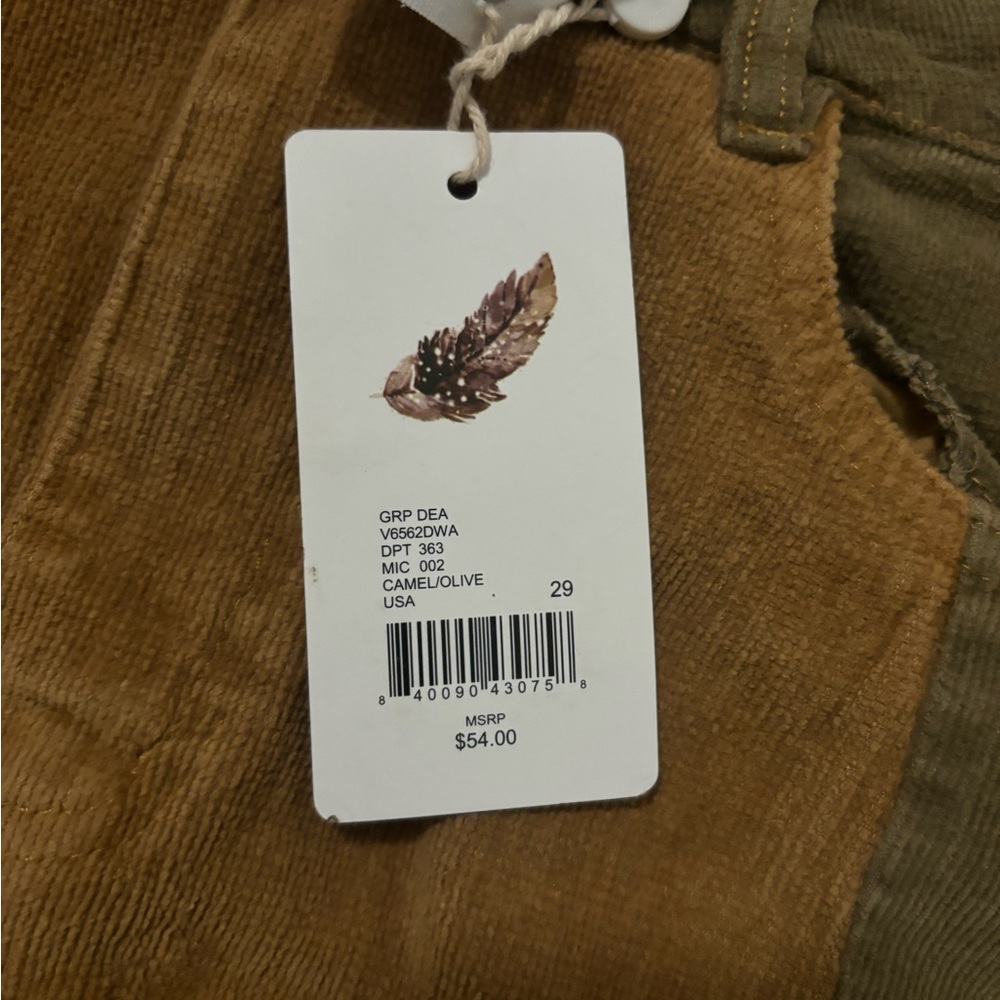 GRP DEA
V6562DWA
DPT 363
MIC 002
CAMEL/OLIVE
USA 29
8 40090 43075 8
MSRP
$54.00